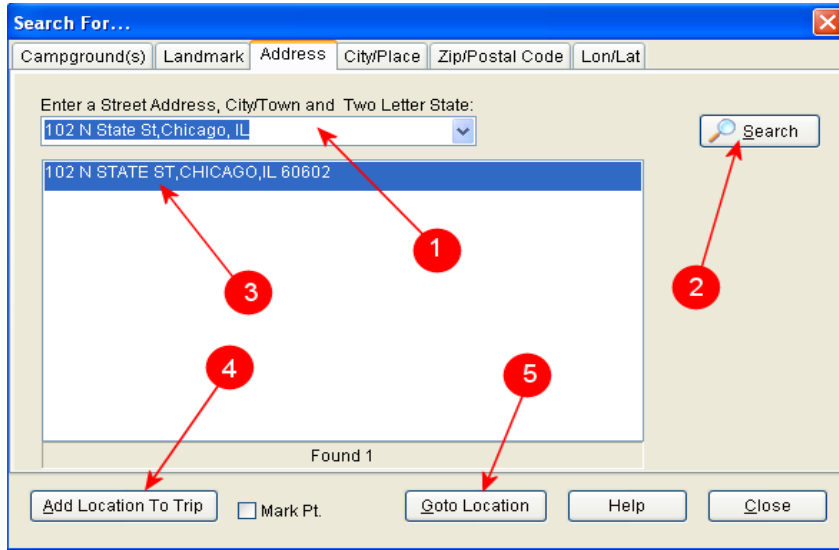 Search For...
Campground(s) Landmark Address City/Place Zip/Postal Code Lon/Lat
Enter a Street Address, City/Town and Two Letter State:
102 N State St,Chicago, IL
Search
102 N STATE ST,CHICAGO,IL 60602
1
2
3
4
5
Found 1
Add Location To Trip Mark Pt. Goto Location Help Close